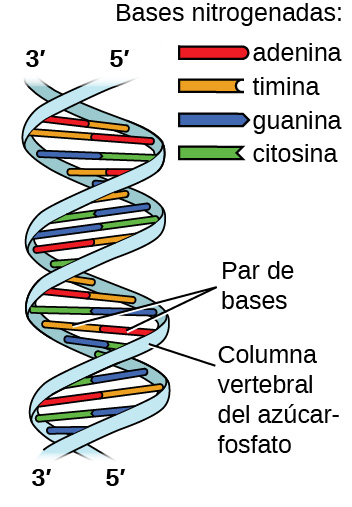 Bases nitrogenadas:
3′ 5′
adenina
timina
guanina
citosina
Par de
bases
Columna
vertebral
del azúcar-
fosfato
3′ 5′